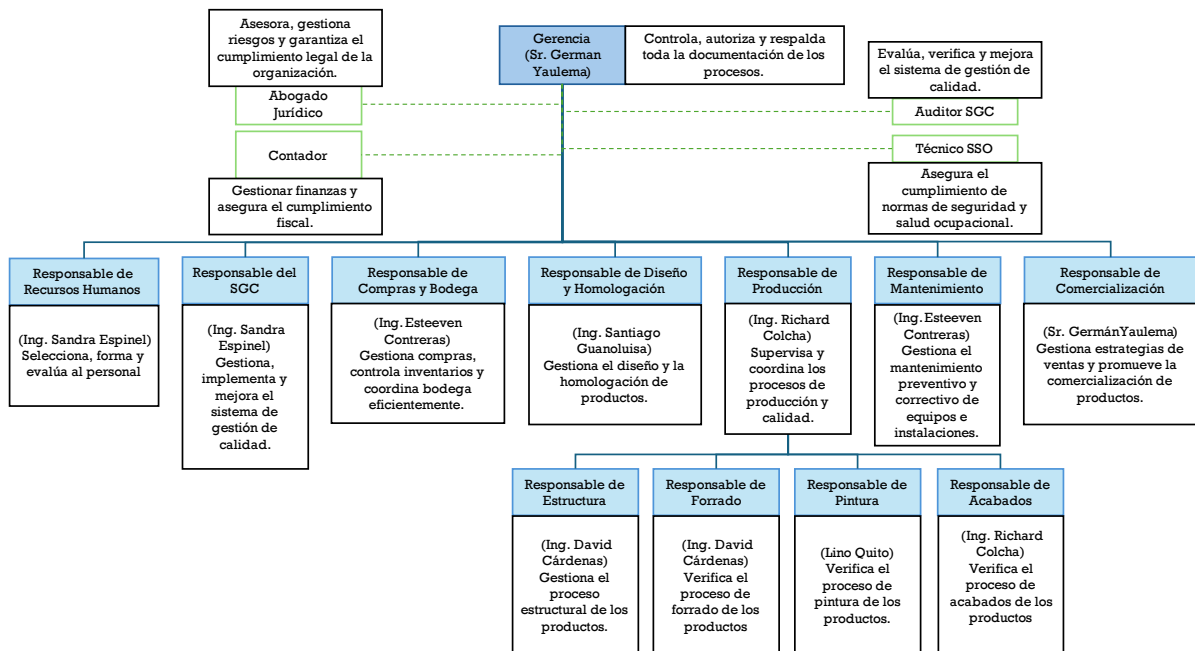 Asesora, gestiona
riesgos y garantiza el
cumplimiento legal de la
organización.
Abogado
Jurídico
Contador
Gestionar finanzas y
asegura el cumplimiento
fiscal.
Gerencia
(Sr. German
Yaulema)
Controla, autoriza y respalda
toda la documentación de los
procesos.
Evalúa, verifica y mejora
el sistema de gestión de
calidad.
Auditor SGC
Técnico SSO
Asegura el
cumplimiento de
normas de seguridad y
salud ocupacional.
Responsable de
Recursos Humanos
(Ing. Sandra Espinel)
Selecciona, forma y
evalúa al personal
Responsable del
SGC
(Ing. Sandra
Espinel)
Gestiona,
implementa y
mejora el
sistema de
gestión de
calidad.
Responsable de
Compras y Bodega
(Ing. Esteeven
Contreras)
Gestiona compras,
controla inventarios y
coordina bodega
eficientemente.
Responsable de Diseño
y Homologación
(Ing. Santiago
Guanoluisa)
Gestiona el diseño y la
homologación de
productos.
Responsable de
Producción
(Ing. Richard
Colcha)
Supervisa y
coordina los
procesos de
producción y
calidad.
Responsable de
Mantenimiento
(Ing. Esteeven
Contreras)
Gestiona el
mantenimiento
preventivo y
correctivo de
equipos e
instalaciones.
Responsable de
Comercialización
(Sr. GermánYaulema)
Gestiona estrategias de
ventas y promueve la
comercialización de
productos.
Responsable de
Estructura
(Ing. David
Cárdenas)
Gestiona el
proceso
estructural de los
productos.
Responsable de
Forrado
(Ing. David
Cárdenas)
Verifica el
proceso de
forrado de los
productos
Responsable de
Pintura
(Lino Quito)
Verifica el
proceso de
pintura de los
productos.
Responsable de
Acabados
(Ing. Richard
Colcha)
Verifica el
proceso de
acabados de los
productos